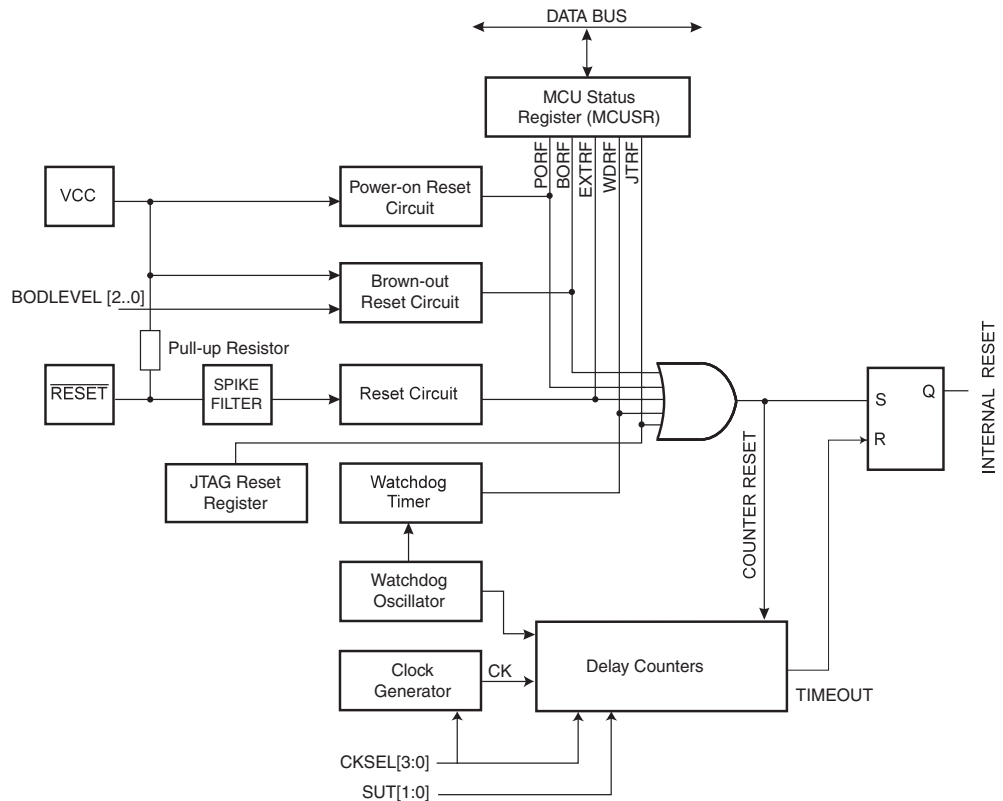 DATA BUS
MCU Status
Register (MCUSR)
PORF
BORF
EXTRF
WDRF
JTRF
VCC
Power-on Reset
Circuit
Brown-out
Reset Circuit
BODLEVEL [2..0]
Pull-up Resistor
RESET
SPIKE
FILTER
Reset Circuit
JTAG Reset
Register
Watchdog
Timer
S
Q
R
INTERNAL RESET
COUNTER RESET
Watchdog
Oscillator
Clock
Generator
CK
Delay Counters
TIMEOUT
CKSEL[3:0]
SUT[1:0]